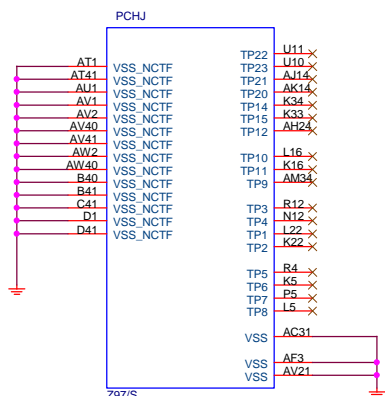 PCHJ
AT1 VSS_NCTF
AT41 VSS_NCTF
AU1 VSS_NCTF
AV1 VSS_NCTF
AV2 VSS_NCTF
AV40 VSS_NCTF
AV41 VSS_NCTF
AW2 VSS_NCTF
AW40 VSS_NCTF
B40 VSS_NCTF
B41 VSS_NCTF
C41 VSS_NCTF
D1 VSS_NCTF
D41 VSS_NCTF
TP22 U11
TP23 U10
TP21 AJ14
TP20 AK14
TP14 K34
TP15 K33
TP12 AH24
TP10 L16
TP11 K16
TP9 AM34
TP3 R12
TP4 N12
TP1 L22
TP2 K22
TP5 R4
TP6 K5
TP7 P5
TP8 L5
VSS AC31
VSS AF3
VSS AV21
Z97/S